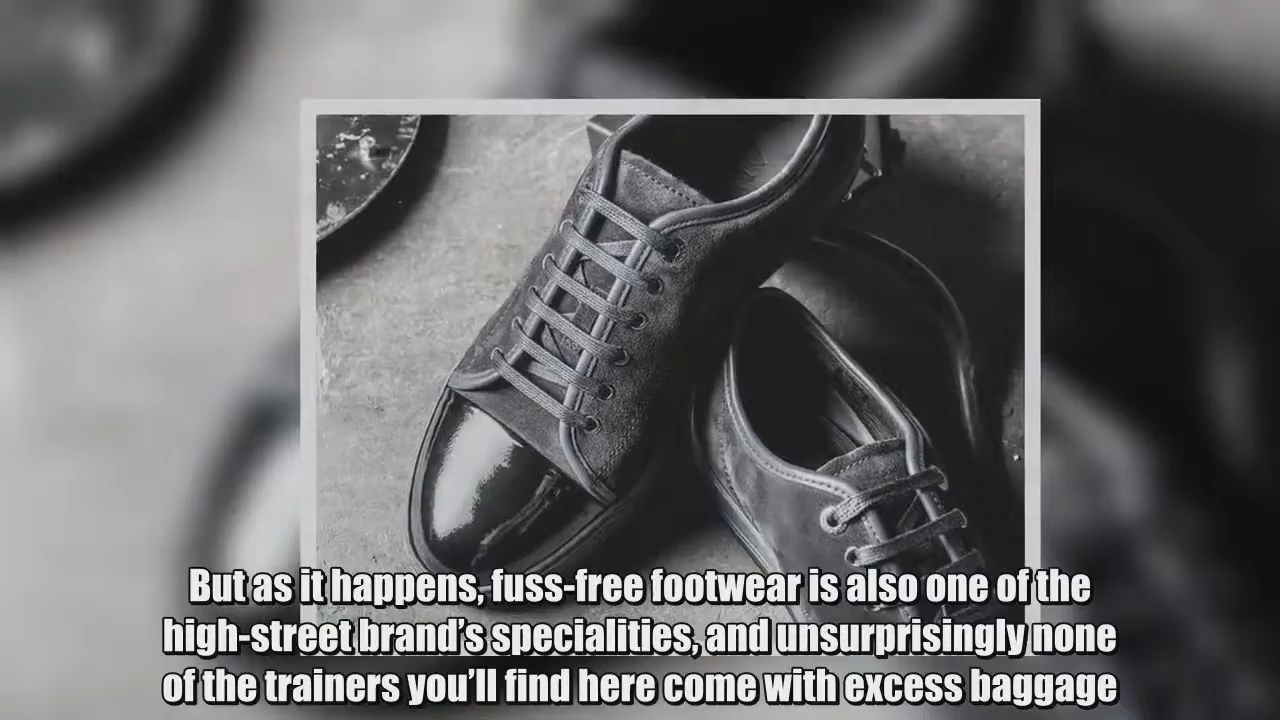 But as it happens, fuss-free footwear is also one of the
high-street brand's specialities, and unsurprisingly none
of the trainers you'll find here come with excess baggage